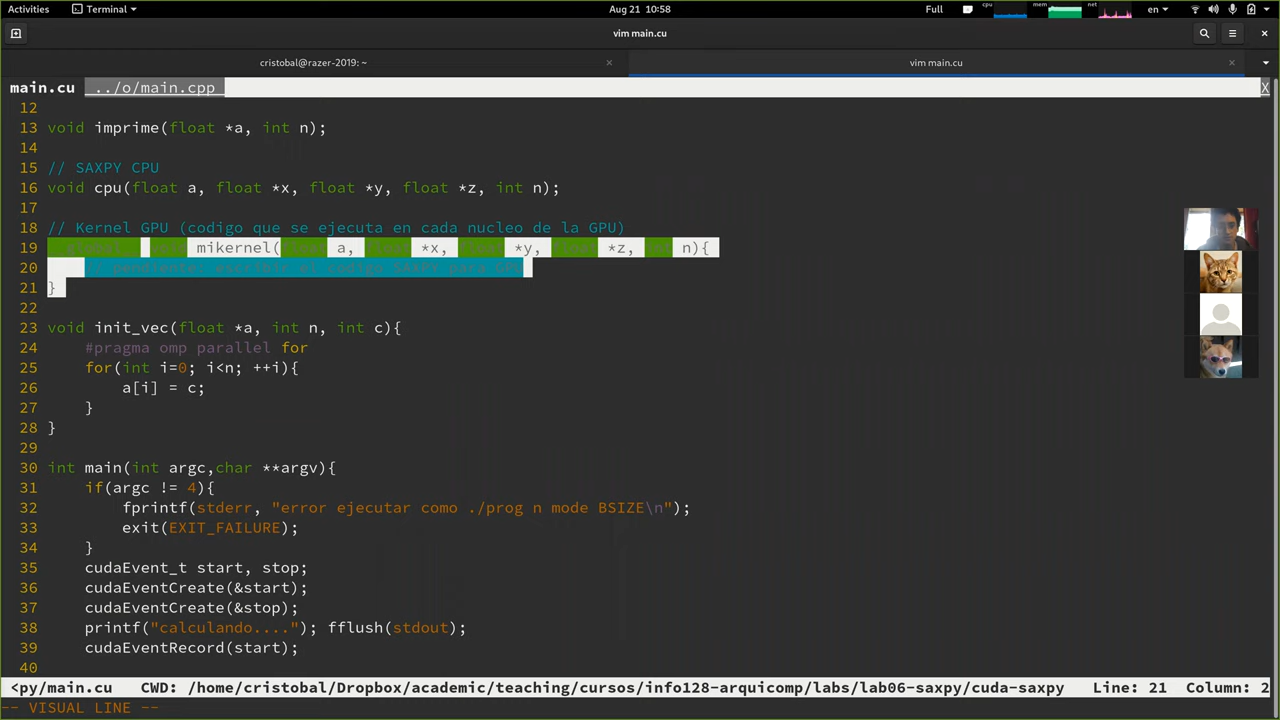 Activities Terminal Aug 21 10:58 Full cpu mem net en
vim main.cu
cristobal@razer-2019: ~ × vim main.cu ×
main.cu ../o/main.cpp X
12
13 void imprime(float *a, int n);
14
15 // SAXPY CPU
16 void cpu(float a, float *x, float *y, float *z, int n);
17
18 // Kernel GPU (codigo que se ejecuta en cada nucleo de la GPU)
19 __global__ void mikernel(float a, float *x, float *y, float *z, int n){
20 // pendiente: escribir el codigo SAXPY para GPU
21 }
22
23 void init_vec(float *a, int n, int c){
24 #pragma omp parallel for
25 for(int i=0; i<n; ++i){
26 a[i] = c;
27 }
28 }
29
30 int main(int argc,char **argv){
31 if(argc != 4){
32 fprintf(stderr, "error ejecutar como ./prog n mode BSIZE\n");
33 exit(EXIT_FAILURE);
34 }
35 cudaEvent_t start, stop;
36 cudaEventCreate(&start);
37 cudaEventCreate(&stop);
38 printf("calculando...."); fflush(stdout);
39 cudaEventRecord(start);
40
<py/main.cu CWD: /home/cristobal/Dropbox/academic/teaching/cursos/info128-arquicomp/labs/lab06-saxpy/cuda-saxpy Line: 21 Column: 2
-- VISUAL LINE --